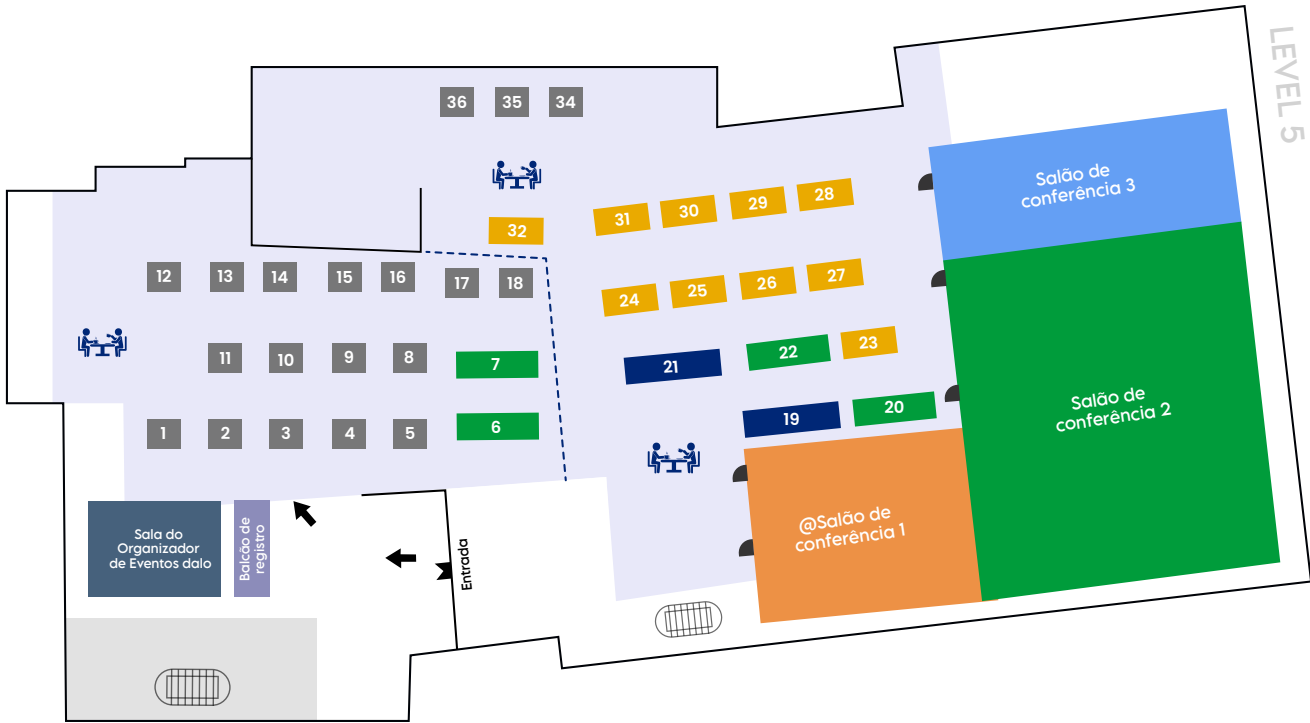 LEVEL 5
36 35 34
Salão de
conferência 3
31 30 29 28
32
12 13 14 15 16 17 18
24 25 26 27
11 10 9 8 7
21 22 23
Salão de
conferência 2
19 20
1 2 3 4 5 6
@Salão de
conferência 1
Sala do
Organizador
de Eventos dalo
Balcão de
registro
Entrada